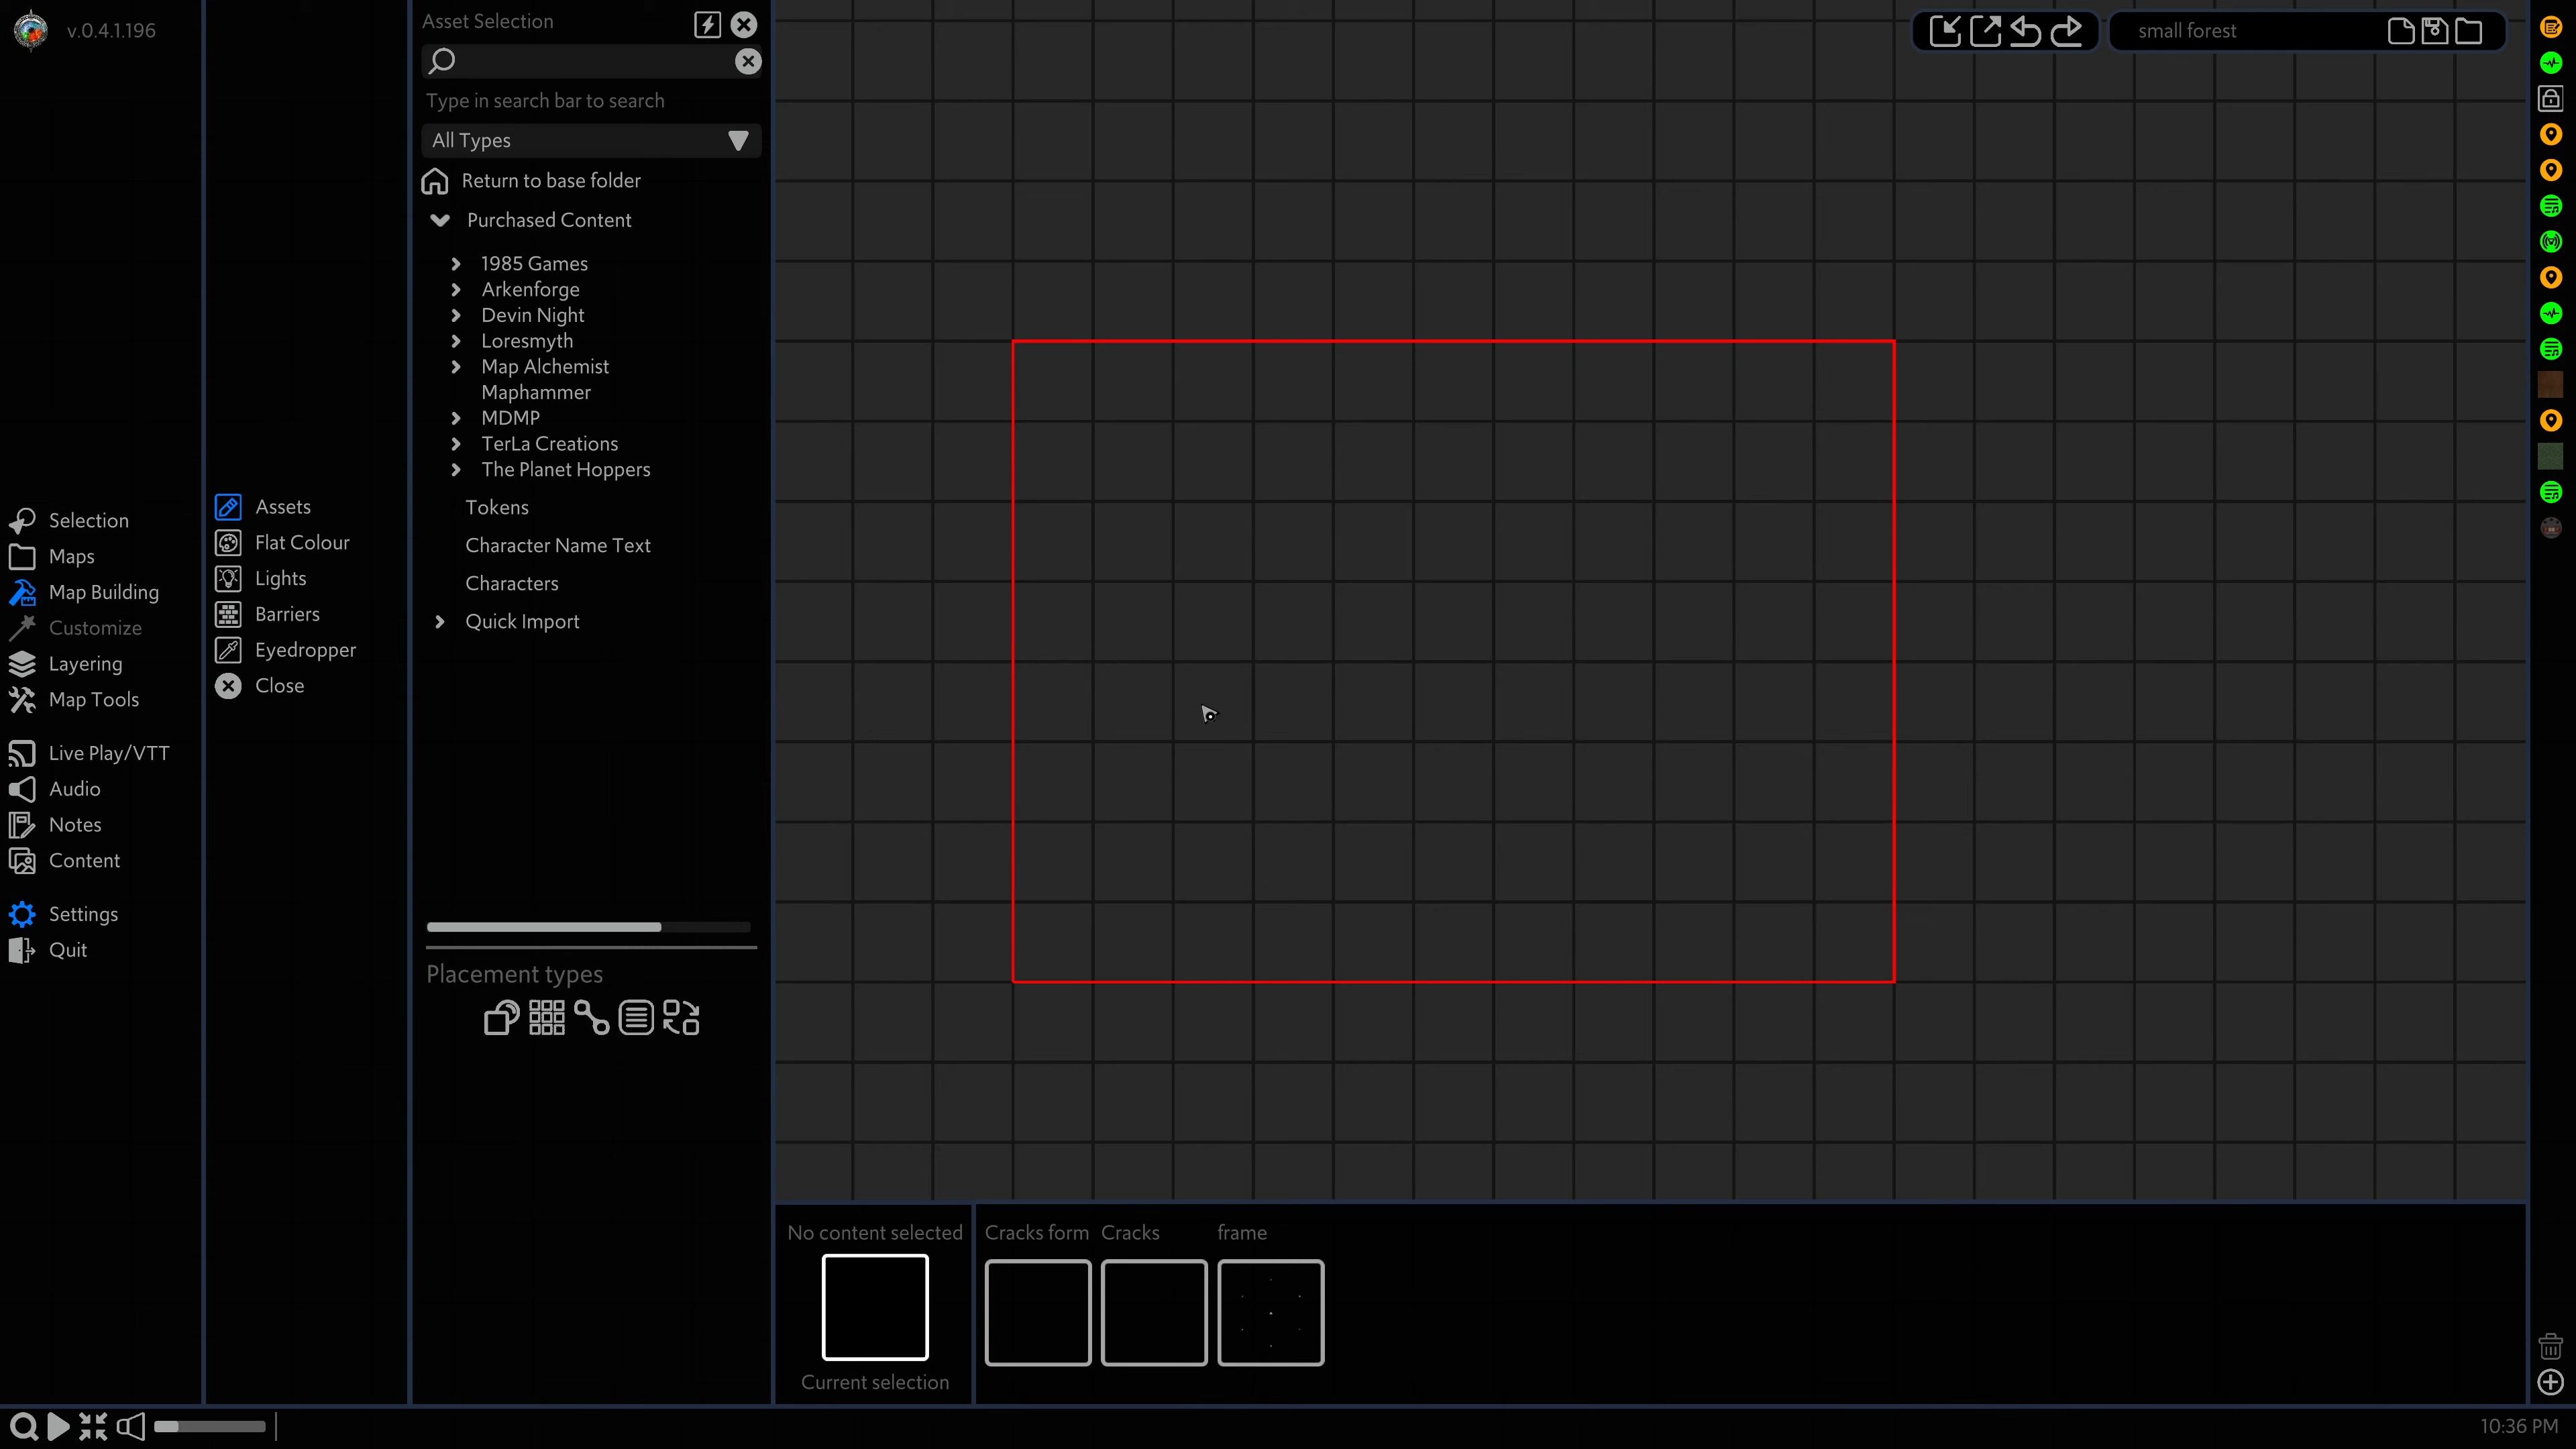 v.0.4.1.196
Selection
Maps
Map Building
Customize
Layering
Map Tools
Live Play/VTT
Audio
Notes
Content
Settings
Quit
Assets
Flat Colour
Lights
Barriers
Eyedropper
Close
Asset Selection
Type in search bar to search
All Types
Return to base folder
Purchased Content
1985 Games
Arkenforge
Devin Night
Loresmyth
Map Alchemist
Maphammer
MDMP
TerLa Creations
The Planet Hoppers
Tokens
Character Name Text
Characters
Quick Import
Placement types
small forest
No content selected
Current selection
Cracks form
Cracks
frame
10:36 PM